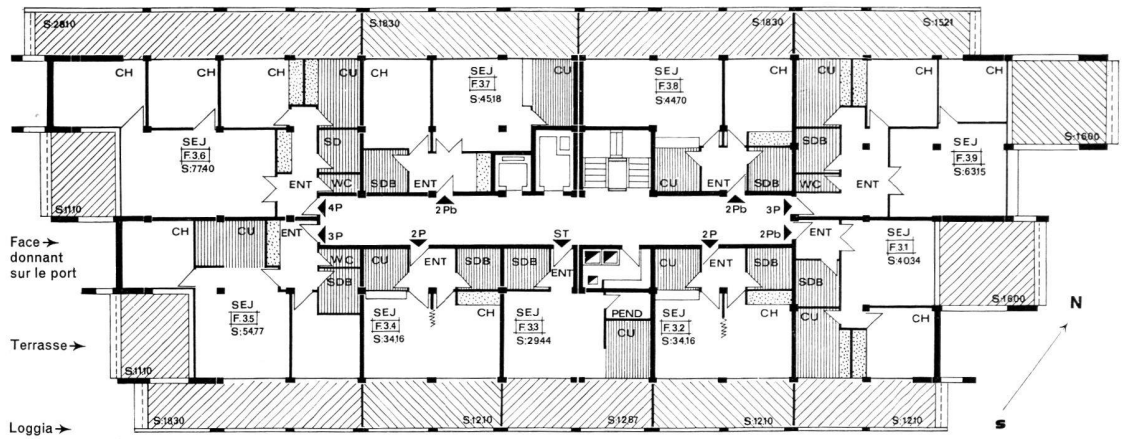 S:28.10 S:18.30 S:18.30 S:15.21
CH CH CH CU CH SEJ CU SEJ CH CU CH CH
F.3.7 F.3.8
S:45.18 S:44.70
SEJ SD SEJ
F.3.6 F.3.9
S:77.40 S:63.15
S:16.00
SDB CU SDB SDB
ENT WC ENT ENT WC ENT
S:11.10
4P 2Pb 2Pb 3P
3P 2P ST 2P 2Pb
Face
donnant
sur le port
CH CU ENT WC CU ENT SDB SDB ENT CU ENT SDB ENT SEJ
F.3.1
S:40.34
SDB SDB
SEJ
F.3.5
S:54.77
S:16.00
N
Terrasse
SEJ CH SEJ PEND SEJ CH CU CH
F.3.4 F.3.3 F.3.2
S:34.16 S:29.44 CU S:34.16
S:11.10
Loggia
S:18.30 S:12.10 S:12.67 S:12.10 S:12.10
S